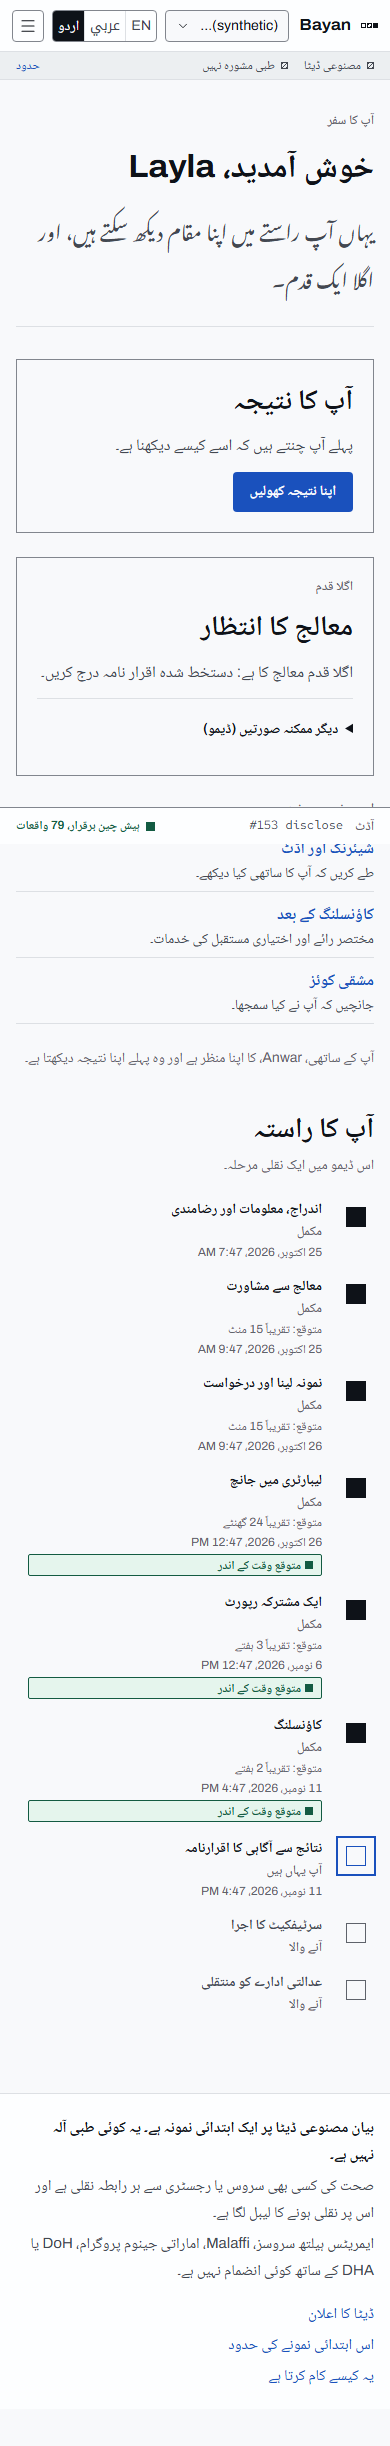 Bayan
(synthetic)...
EN
عربي
اردو
مصنوعی ڈیٹا
طبی مشورہ نہیں
حدود
آپ کا سفر
خوش آمدید، Layla
یہاں آپ راستے میں اپنا مقام دیکھ سکتے ہیں، اور
اگلا ایک قدم۔
آپ کا نتیجہ
پہلے آپ چنتے ہیں کہ اسے کیسے دیکھنا ہے۔
اپنا نتیجہ کھولیں
اگلا قدم
معالج کا انتظار
اگلا قدم معالج کا ہے: دستخط شدہ اقرار نامہ درج کریں۔
دیگر ممکنہ صورتیں (ڈیمو)
آڈٹ
#153 disclose
ہیش چین برقرار، 79 واقعات
شیئرنگ اور آڈٹ
طے کریں کہ آپ کا ساتھی کیا دیکھے۔
کاؤنسلنگ کے بعد
مختصر رائے اور اختیاری مستقبل کی خدمات۔
مشقی کوئز
جانچیں کہ آپ نے کیا سمجھا۔
آپ کے ساتھی، Anwar، کا اپنا منظر ہے اور وہ پہلے اپنا نتیجہ دیکھتا ہے۔
آپ کا راستہ
اس ڈیمو میں ایک نقلی مرحلہ۔
اندراج، معلومات اور رضامندی
مکمل
25 اکتوبر، 2026، 7:47 AM
معالج سے مشاورت
مکمل
متوقع: تقریباً 15 منٹ
25 اکتوبر، 2026، 9:47 AM
نمونہ لینا اور درخواست
مکمل
متوقع: تقریباً 15 منٹ
26 اکتوبر، 2026، 9:47 AM
لیبارٹری میں جانچ
مکمل
متوقع: تقریباً 24 گھنٹے
26 اکتوبر، 2026، 12:47 PM
متوقع وقت کے اندر
ایک مشترکہ رپورٹ
مکمل
متوقع: تقریباً 3 ہفتے
6 نومبر، 2026، 12:47 PM
متوقع وقت کے اندر
کاؤنسلنگ
مکمل
متوقع: تقریباً 2 ہفتے
11 نومبر، 2026، 4:47 PM
متوقع وقت کے اندر
نتائج سے آگاہی کا اقرارنامہ
آپ یہاں ہیں
11 نومبر، 2026، 4:47 PM
سرٹیفکیٹ کا اجرا
آنے والا
عدالتی ادارے کو منتقلی
آنے والا
بیان مصنوعی ڈیٹا پر ایک ابتدائی نمونہ ہے۔ یہ کوئی طبی آلہ
نہیں ہے۔
صحت کی کسی بھی سروس یا رجسٹری سے ہر رابطہ نقلی ہے اور
اس پر نقلی ہونے کا لیبل لگا ہے۔
ایمریٹس ہیلتھ سروسز، Malaffi، اماراتی جینوم پروگرام، DoH یا
DHA کے ساتھ کوئی انضمام نہیں ہے۔
ڈیٹا کا اعلان
اس ابتدائی نمونے کی حدود
یہ کیسے کام کرتا ہے